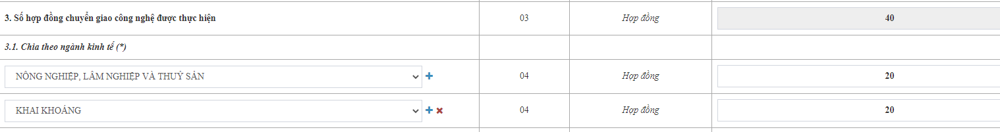 3. Số hợp đồng chuyển giao công nghệ được thực hiện 03 Hợp đồng 40
3.1. Chia theo ngành kinh tế (*)
NÔNG NGHIỆP, LÂM NGHIỆP VÀ THUỶ SẢN 04 Hợp đồng 20
KHAI KHOÁNG 04 Hợp đồng 20